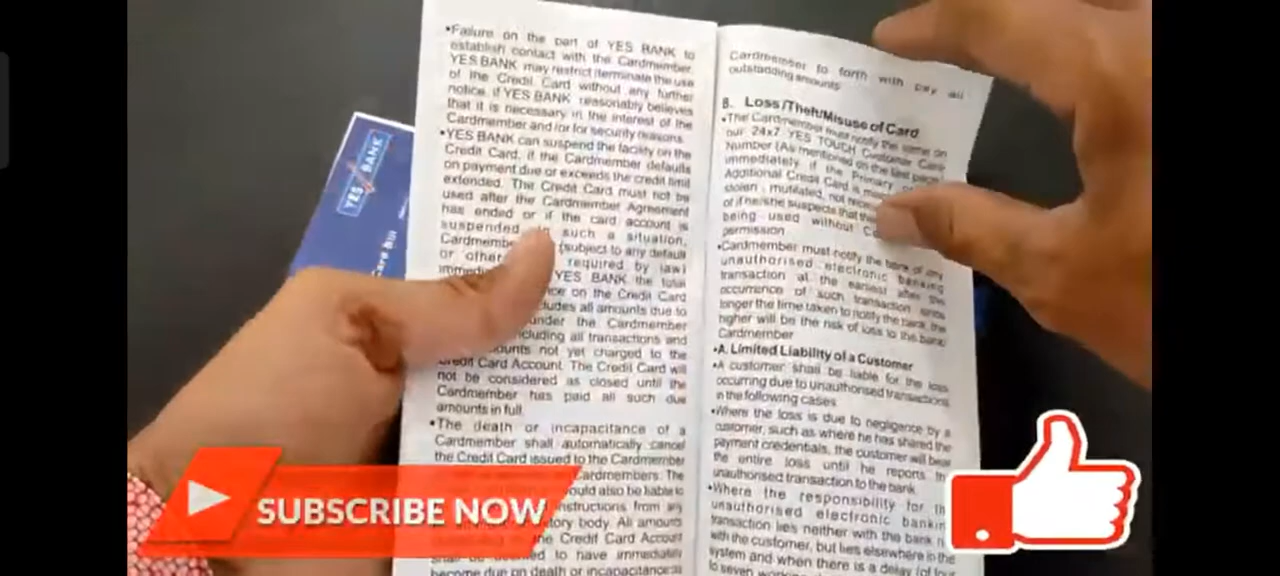 YES BANK
Card Bill
•Failure on the part of YES BANK to
establish contact with the Cardmember,
YES BANK may restrict/terminate the use
of the Credit Card without any further
notice, if YES BANK reasonably believes
that it is necessary in the interest of the
Cardmember and/or for security reasons.
•YES BANK can suspend the facility on the
Credit Card, if the Cardmember defaults
on payment due or exceeds the credit limit
extended. The Credit Card must not be
used after the Cardmember Agreement
has ended or if the card account is
suspended. In such a situation,
Cardmembe (subject to any default
or other required by law)
immedi YES BANK the total
nce on the Credit Card
ludes all amounts due to
under the Cardmember
cluding all transactions and
ounts not yet charged to the
Credit Card Account. The Credit Card will
not be considered as closed until the
Cardmember has paid all such due
amounts in full.
•The death or incapacitance of a
Cardmember shall automatically cancel
the Credit Card issued to the Cardmember
Cardmembers. The
would also be liable to
instructions from any
tory body. All amounts
the Credit Card Account
shall be to have immediately
become due on death or incapacitance
Cardmember to forth with pay all
outstanding amounts
8. Loss/Theft/Misuse of Card
•The Cardmember must notify the same on
our 24x7 YES TOUCH Customer Care
Number (As mentioned on the last page)
immediately if the Primary
Additional Credit Card is
stolen, mutilated, not
of if he/she suspects that the
being used without
permission
•Cardmember must notify the bank of any
unauthorised electronic banking
transaction at the earliest after the
occurrence of such transaction since
longer the time taken to notify the bank, the
higher will be the risk of loss to the bank/
Cardmember
•A. Limited Liability of a Customer
•A customer shall be liable for the loss
occurring due to unauthorised transactions
in the following cases
•Where the loss is due to negligence by a
customer, such as where he has shared the
payment credentials, the customer will bear
the entire loss until he reports th
unauthorised transaction to the bank.
•Where the responsibility for th
unauthorised electronic bankin
transaction lies neither with the bank n
with the customer, but lies elsewhere in the
system and when there is a delay (of four
to seven working
SUBSCRIBE NOW